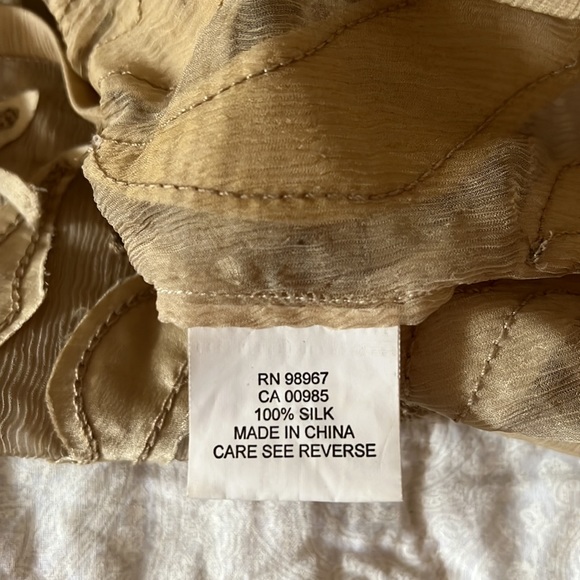 RN 98967
CA 00985
100% SILK
MADE IN CHINA
CARE SEE REVERSE